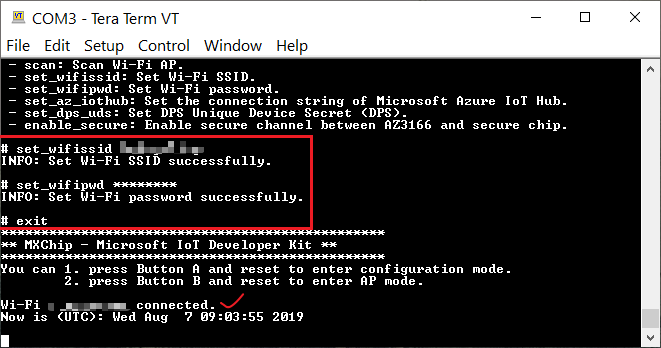 COM3 - Tera Term VT
File Edit Setup Control Window Help
- scan: Scan Wi-Fi AP.
- set_wifissid: Set Wi-Fi SSID.
- set_wifipwd: Set Wi-Fi password.
- set_az_iothub: Set the connection string of Microsoft Azure IoT Hub.
- set_dps_uds: Set DPS Unique Device Secret (DPS).
- enable_secure: Enable secure channel between AZ3166 and secure chip.
# set_wifissid
INFO: Set Wi-Fi SSID successfully.
# set_wifipwd ********
INFO: Set Wi-Fi password successfully.
# exit
************************************************
** MXChip - Microsoft IoT Developer Kit **
************************************************
You can 1. press Button A and reset to enter configuration mode.
2. press Button B and reset to enter AP mode.
Wi-Fi connected.
Now is (UTC): Wed Aug 7 09:03:55 2019